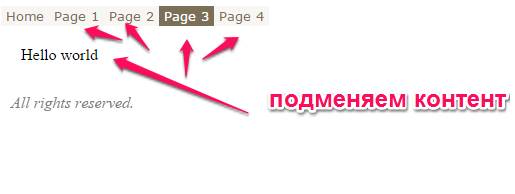 Home Page 1 Page 2 Page 3 Page 4
Hello world
All rights reserved.
подменяем контент